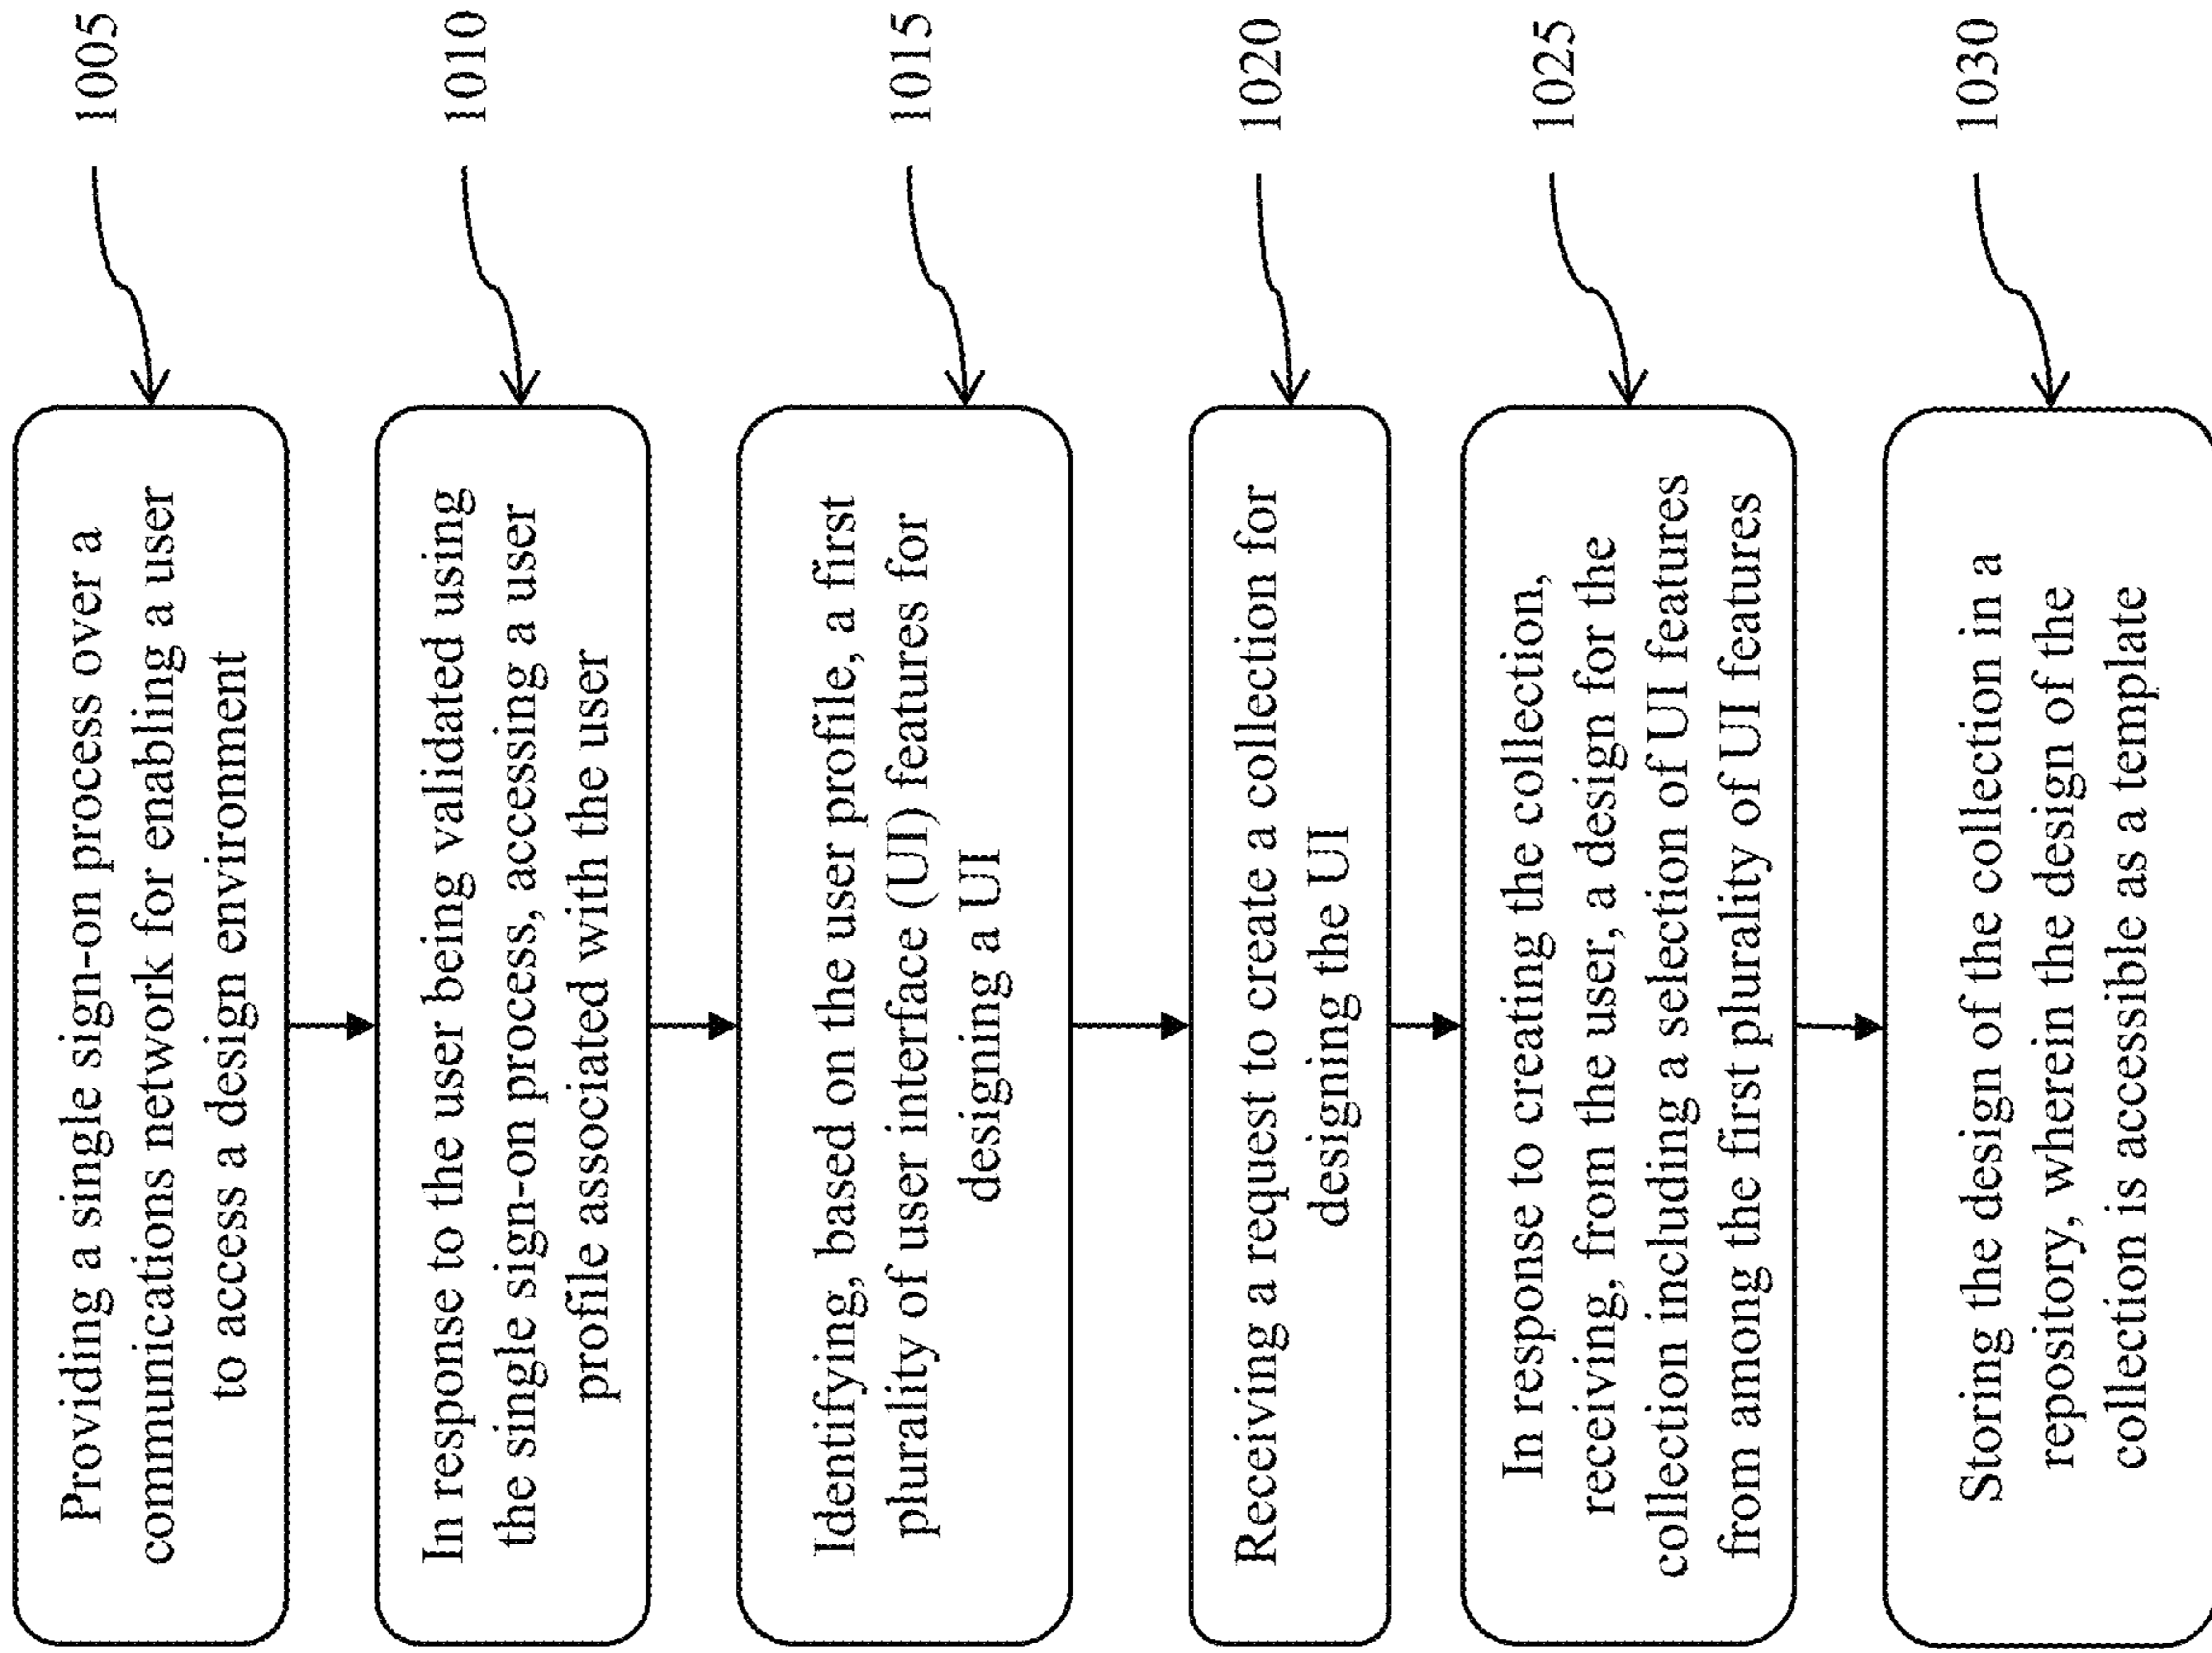 Providing a single sign-on process over a
communications network for enabling a user
to access a design environment
1005
In response to the user being validated using
the single sign-on process, accessing a user
profile associated with the user
1010
Identifying, based on the user profile, a first
plurality of user interface (UI) features for
designing a UI
1015
Receiving a request to create a collection for
designing the UI
1020
In response to creating the collection,
receiving, from the user, a design for the
collection including a selection of UI features
from among the first plurality of UI features
1025
Storing the design of the collection in a
repository, wherein the design of the
collection is accessible as a template
1030